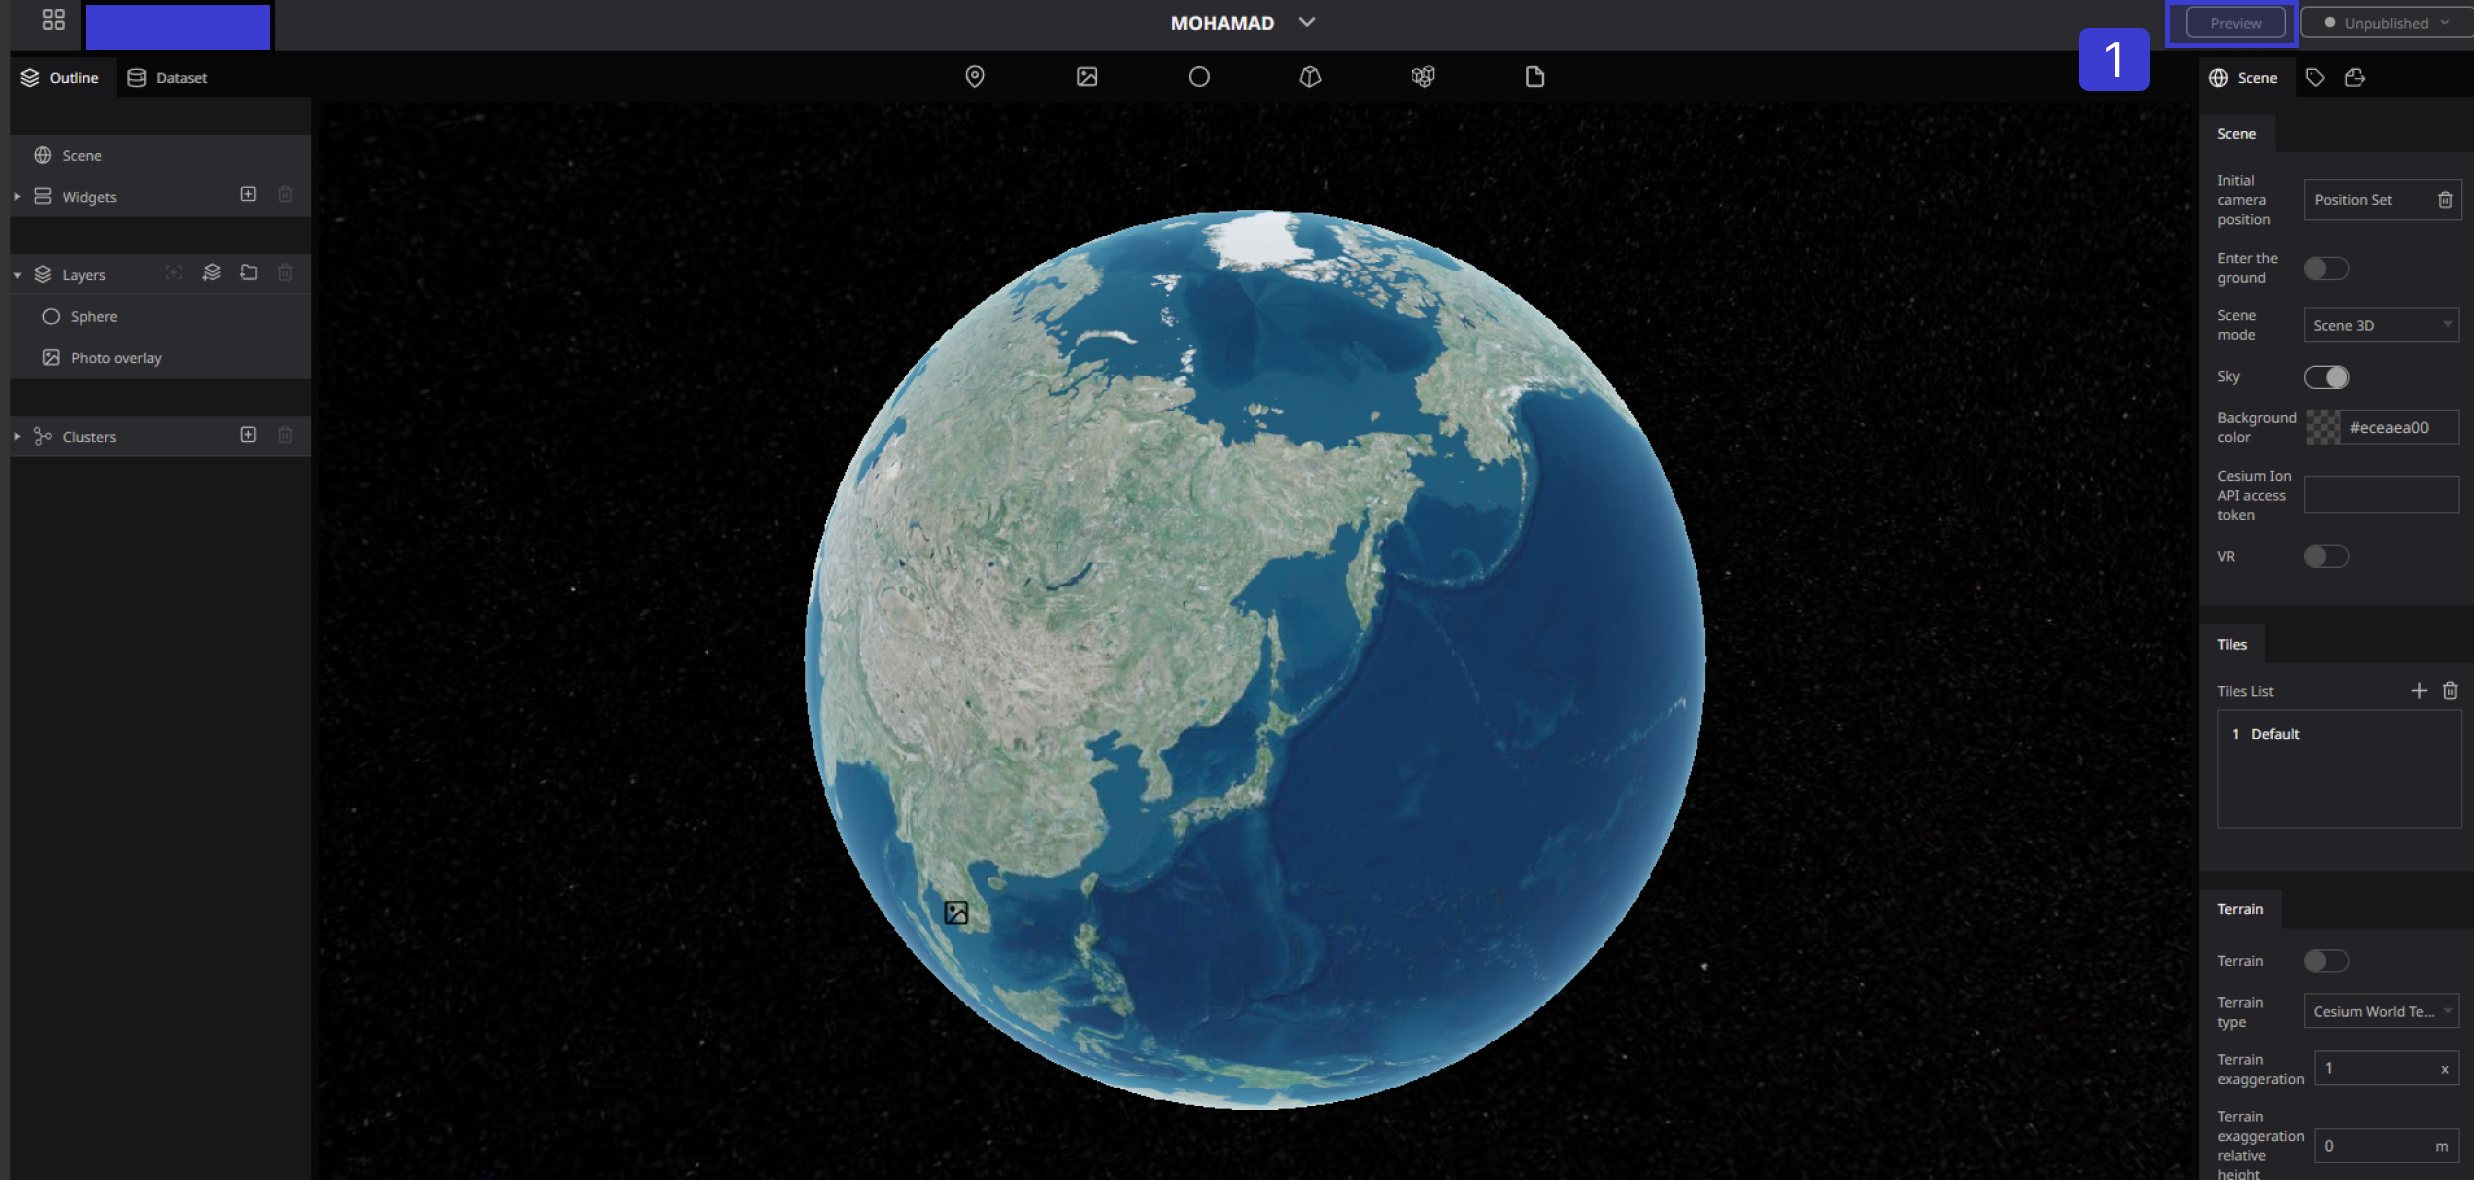 MOHAMAD
Preview
Unpublished
1
Outline
Dataset
Scene
Scene
Widgets
Layers
Sphere
Photo overlay
Clusters
Scene
Initial
camera
position
Position Set
Enter the
ground
Scene
mode
Scene 3D
Sky
Background
color
#eceaea00
Cesium Ion
API access
token
VR
Tiles
Tiles List
1 Default
Terrain
Terrain
Terrain
type
Cesium World Te...
Terrain
exaggeration
1
x
Terrain
exaggeration
relative
height
0
m